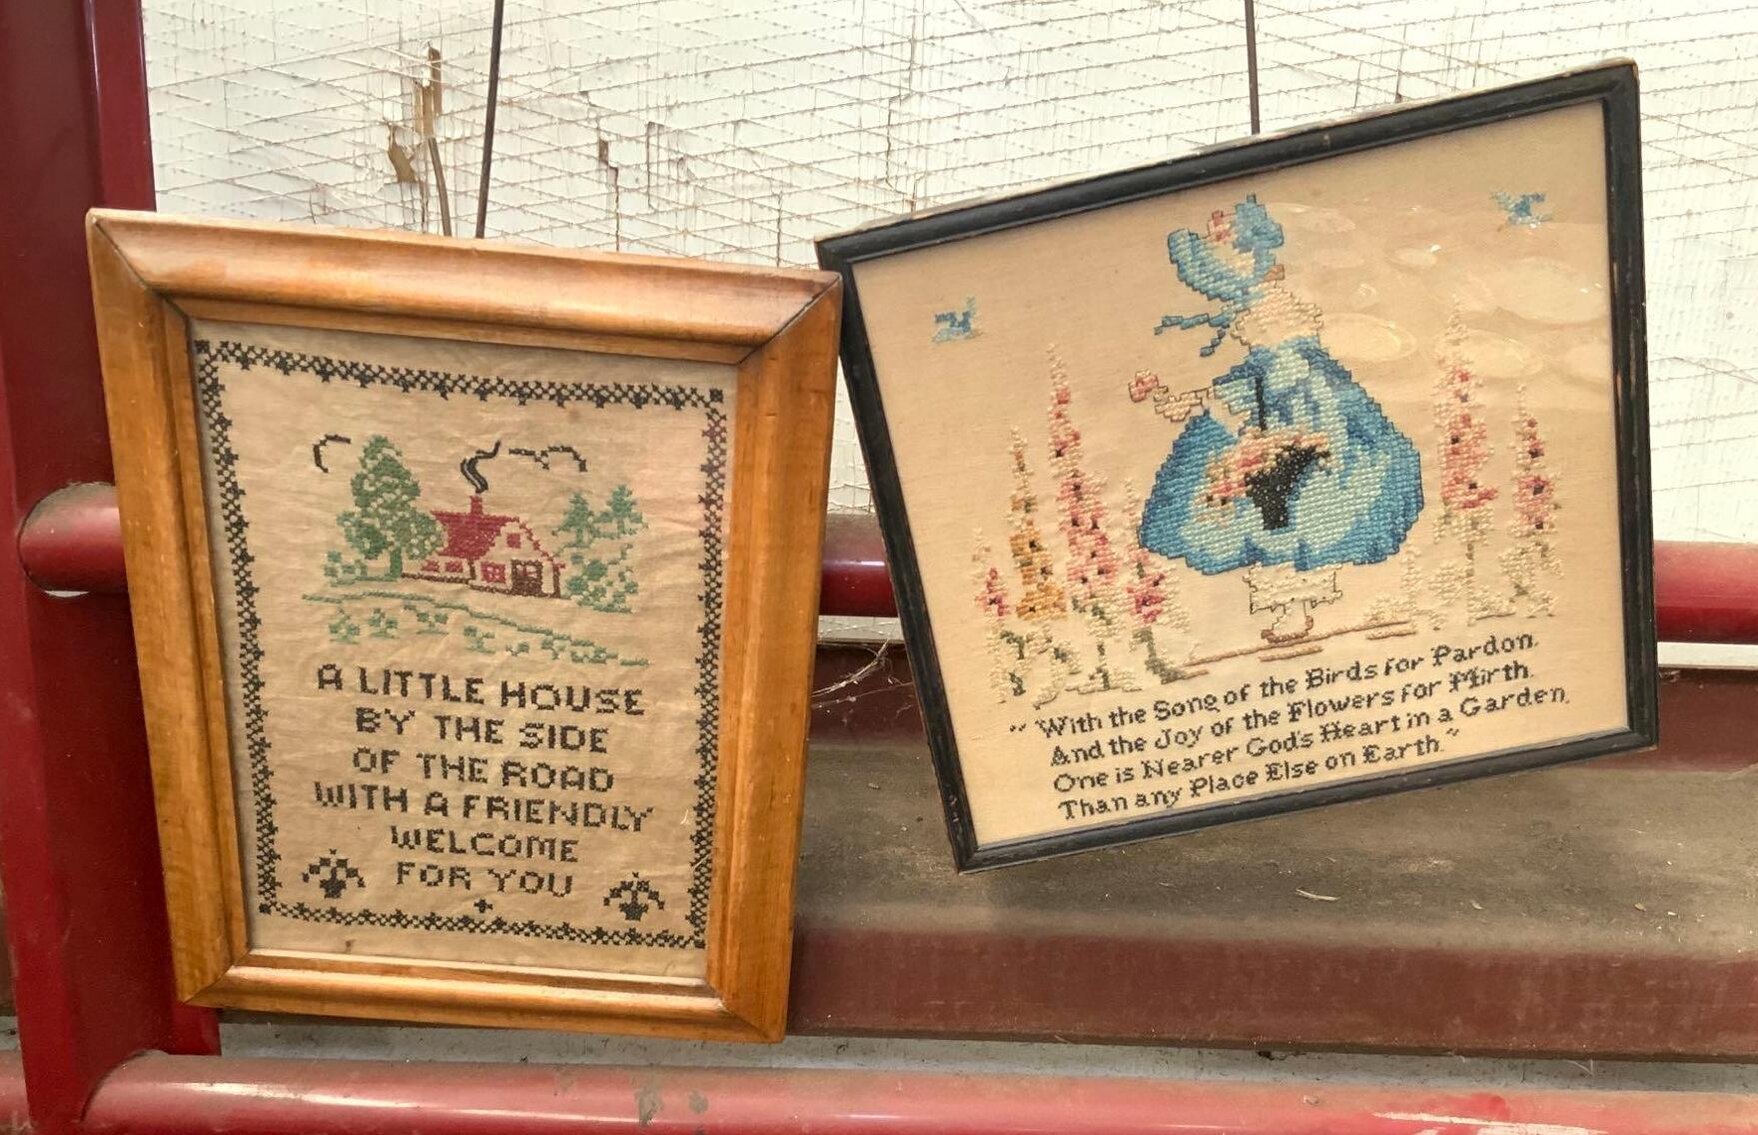 A LITTLE HOUSE
BY THE SIDE
OF THE ROAD
WITH A FRIENDLY
WELCOME
FOR YOU
"With the Song of the Birds for Pardon.
And the Joy of the Flowers for Mirth.
One is Nearer God's Heart in a Garden.
Than any Place Else on Earth."